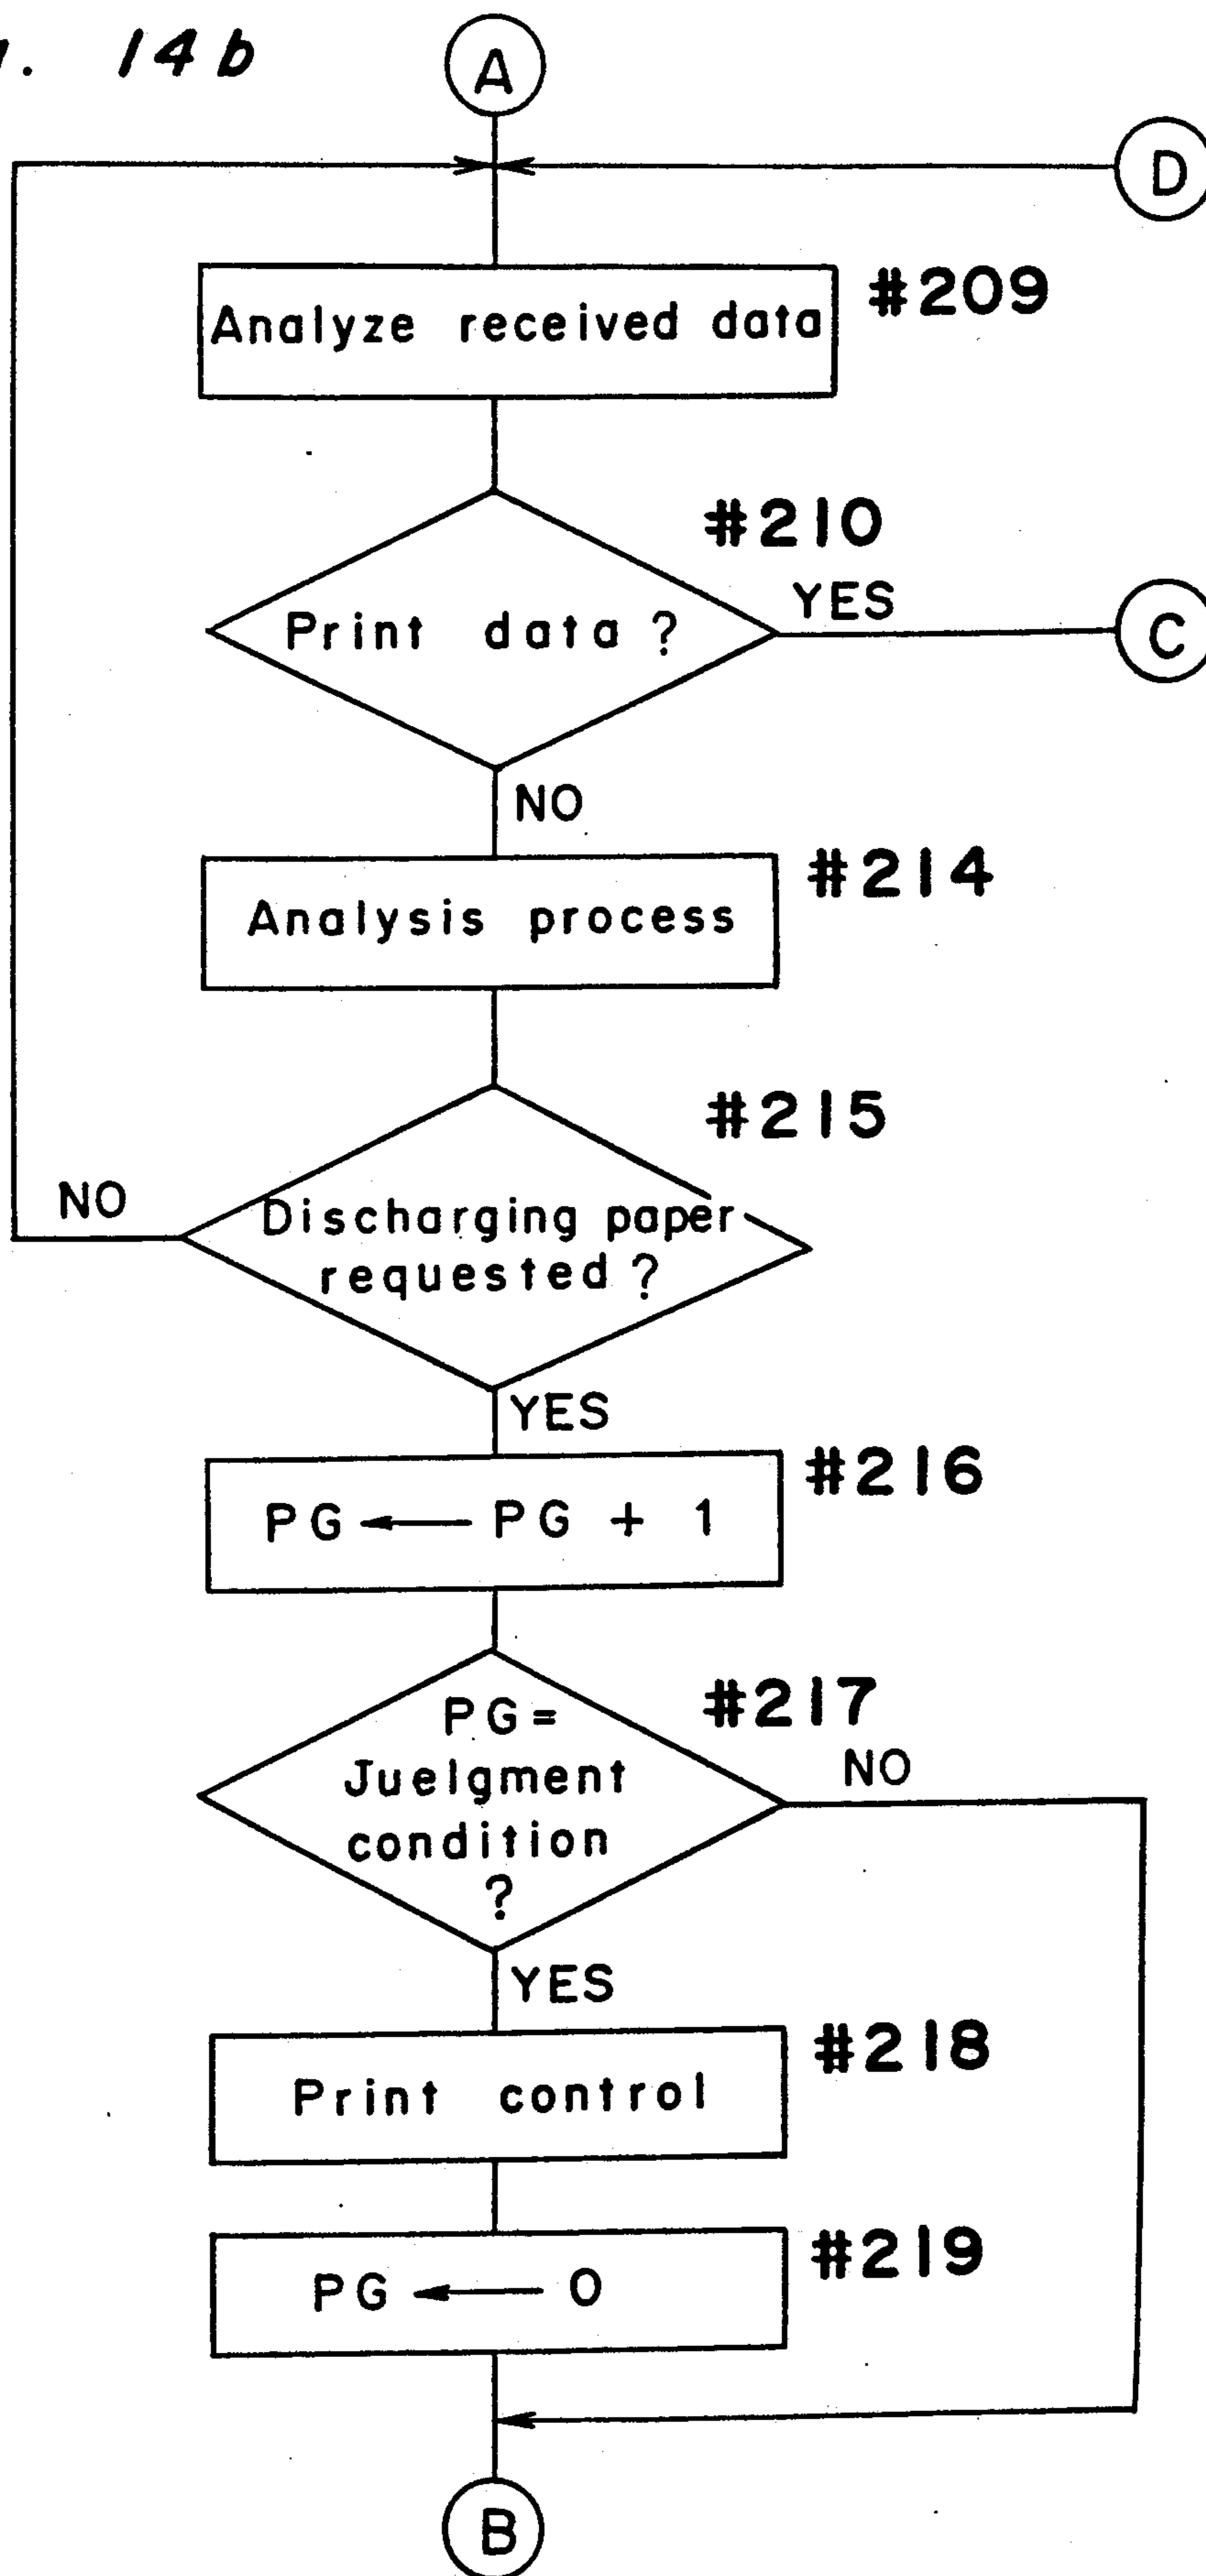 . 14b
A
D
Analyze received data
#209
#210
Print data ?
YES
C
NO
Analysis process
#214
#215
NO
Discharging paper
requested ?
YES
PG ← PG + 1
#216
#217
PG =
Juelgment
condition
?
NO
YES
Print control
#218
PG ← 0
#219
B